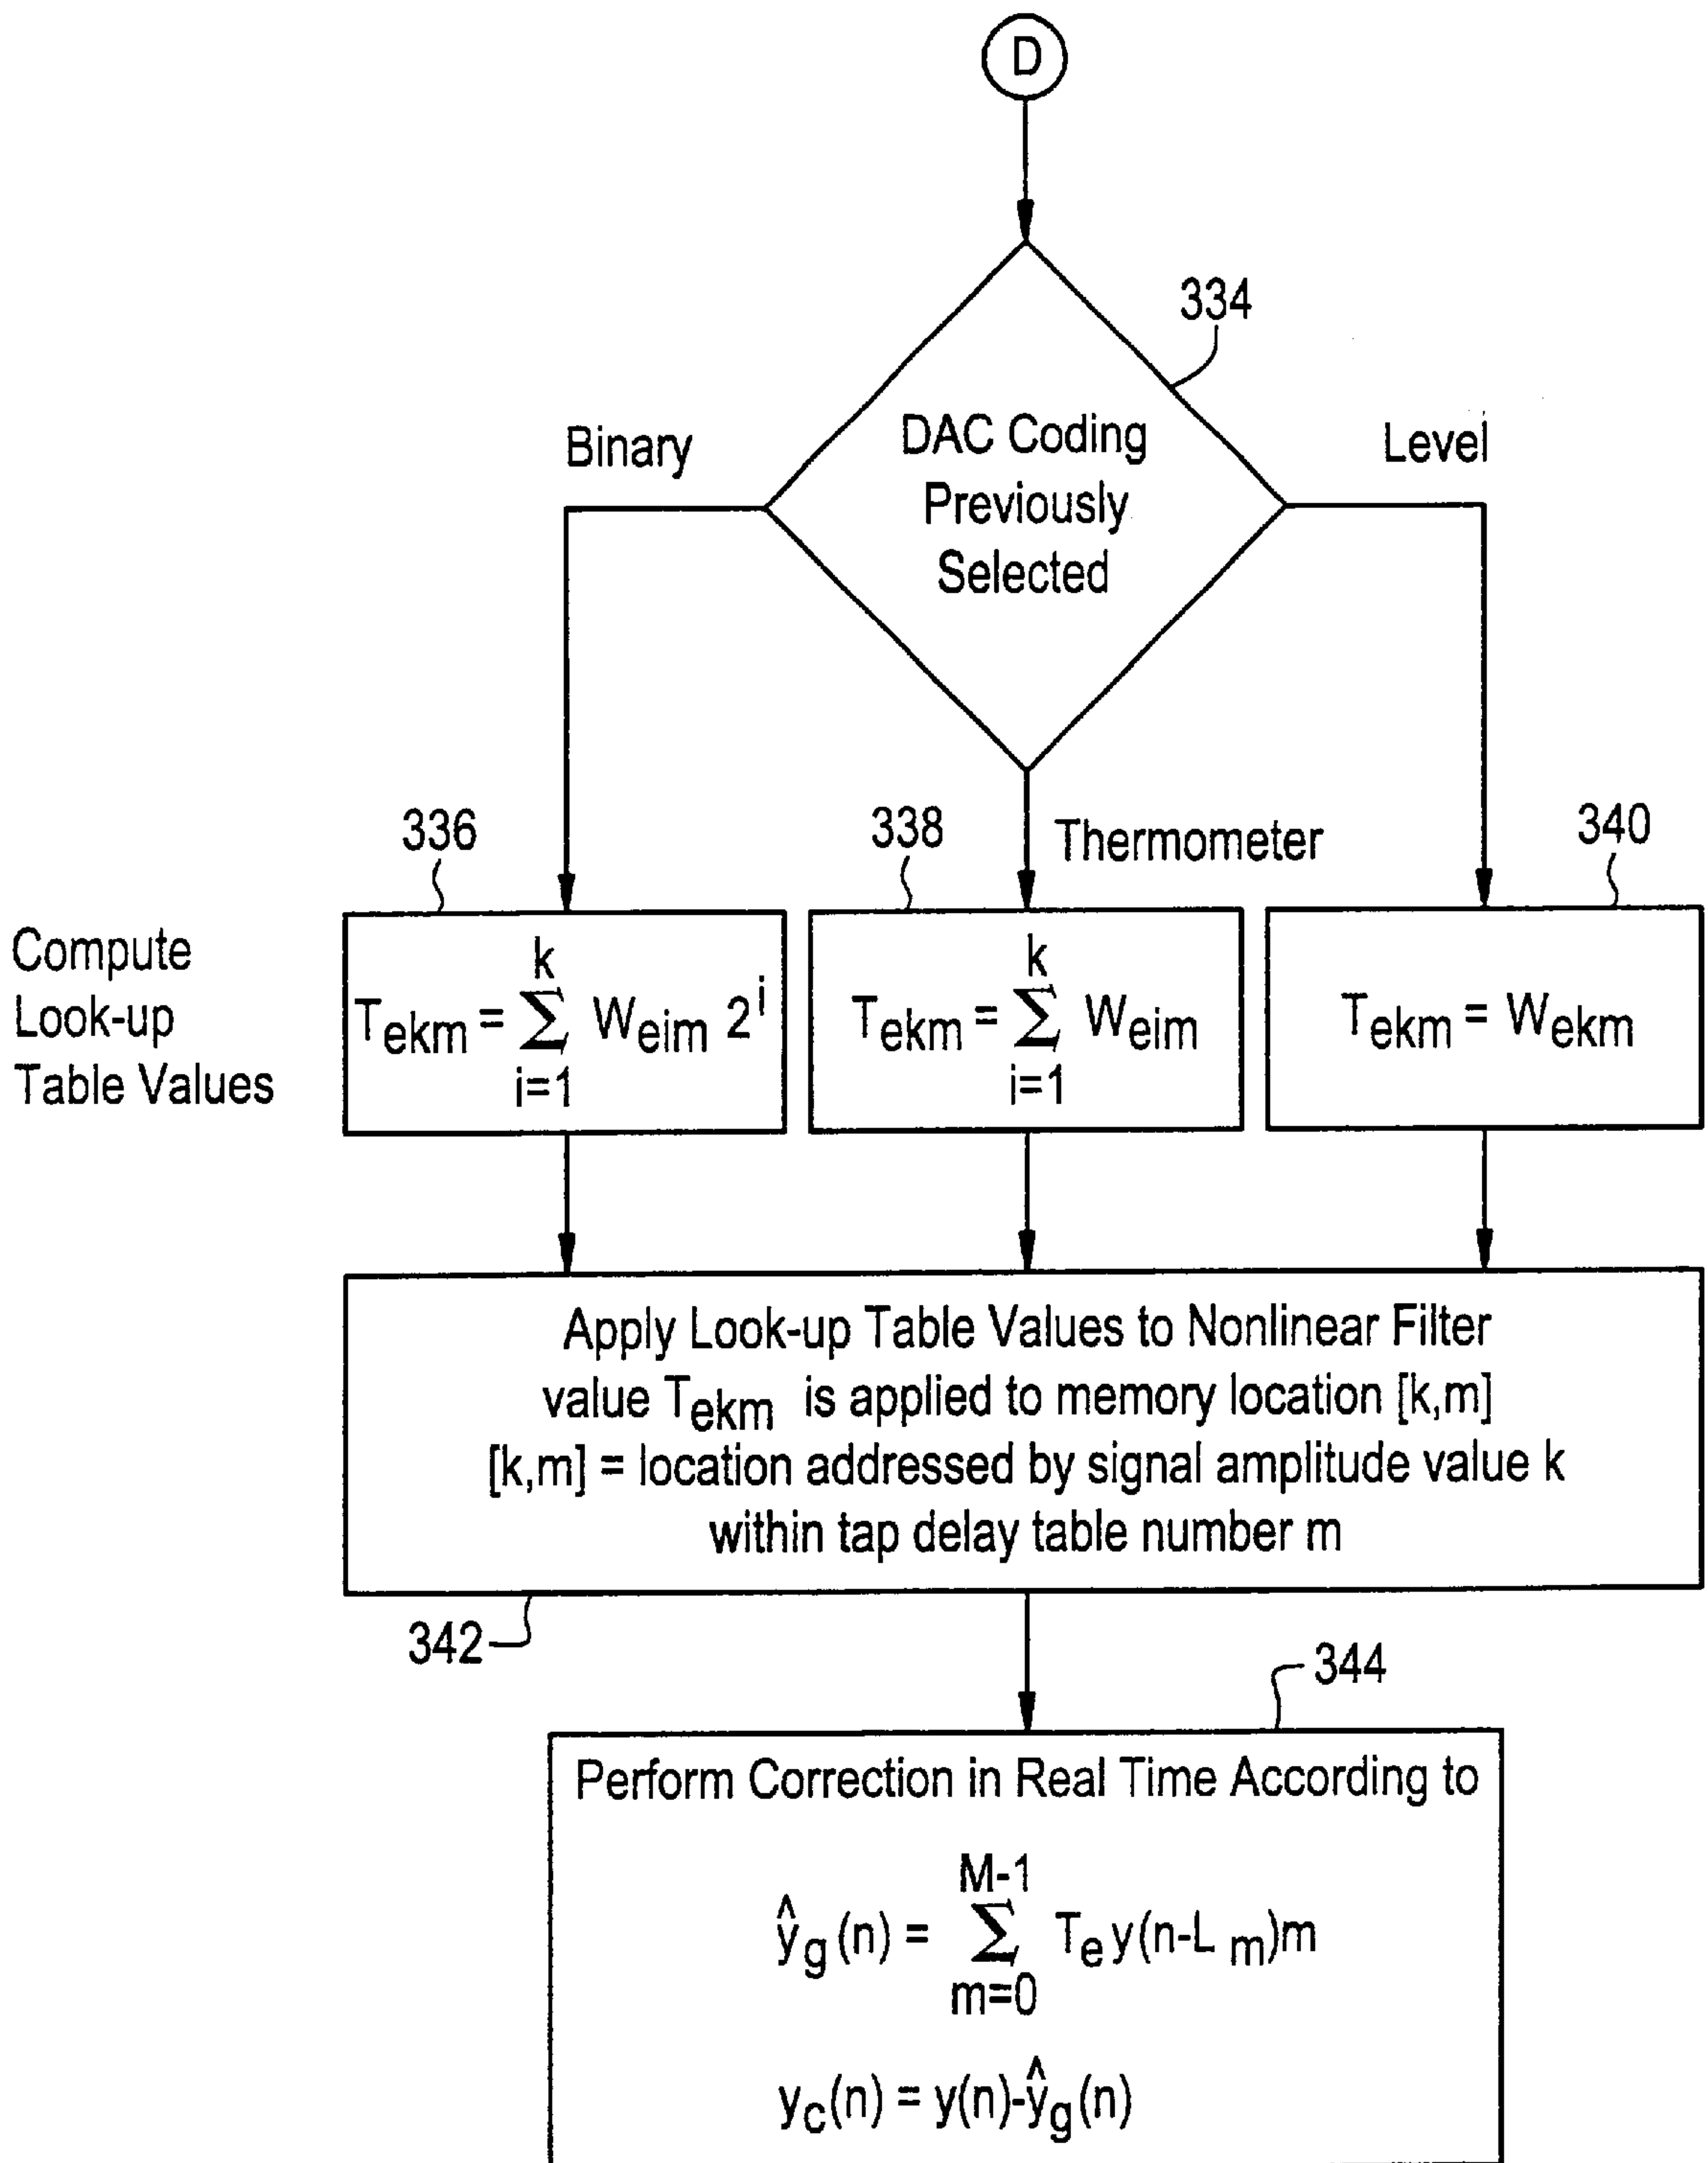 D
334
Binary
DAC Coding
Previously
Selected
Level
336
338
Thermometer
340
Compute
Look-up
Table Values
T_ekm = Σ_{i=1}^{k} W_eim 2^i
T_ekm = Σ_{i=1}^{k} W_eim
T_ekm = W_ekm
Apply Look-up Table Values to Nonlinear Filter
value T_ekm is applied to memory location [k,m]
[k,m] = location addressed by signal amplitude value k
within tap delay table number m
342
344
Perform Correction in Real Time According to
ŷ_g(n) = Σ_{m=0}^{M-1} T_e y(n-L_m)m
y_c(n) = y(n)-ŷ_g(n)